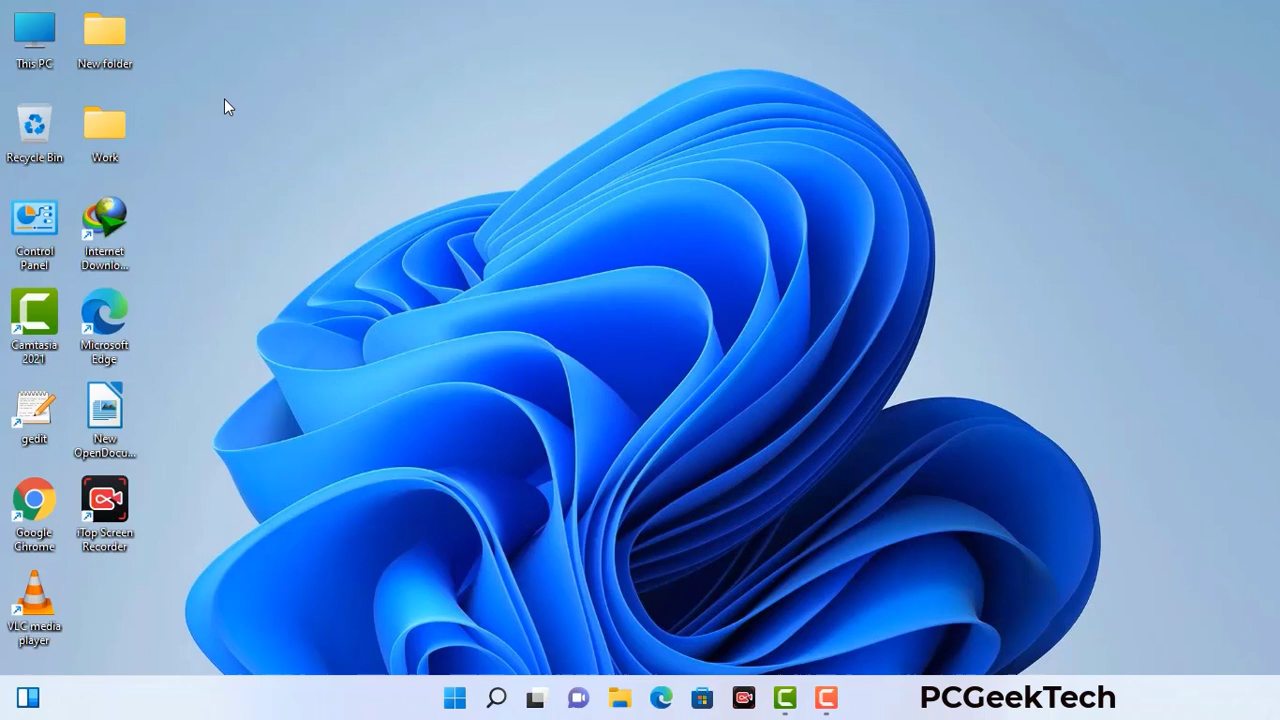 This PC
New folder
Recycle Bin
Work
Control
Panel
Internet
Downlo...
Camtasia
2021
Microsoft
Edge
gedit
New
OpenDocu...
Google
Chrome
iTop Screen
Recorder
VLC media
player
PCGeekTech